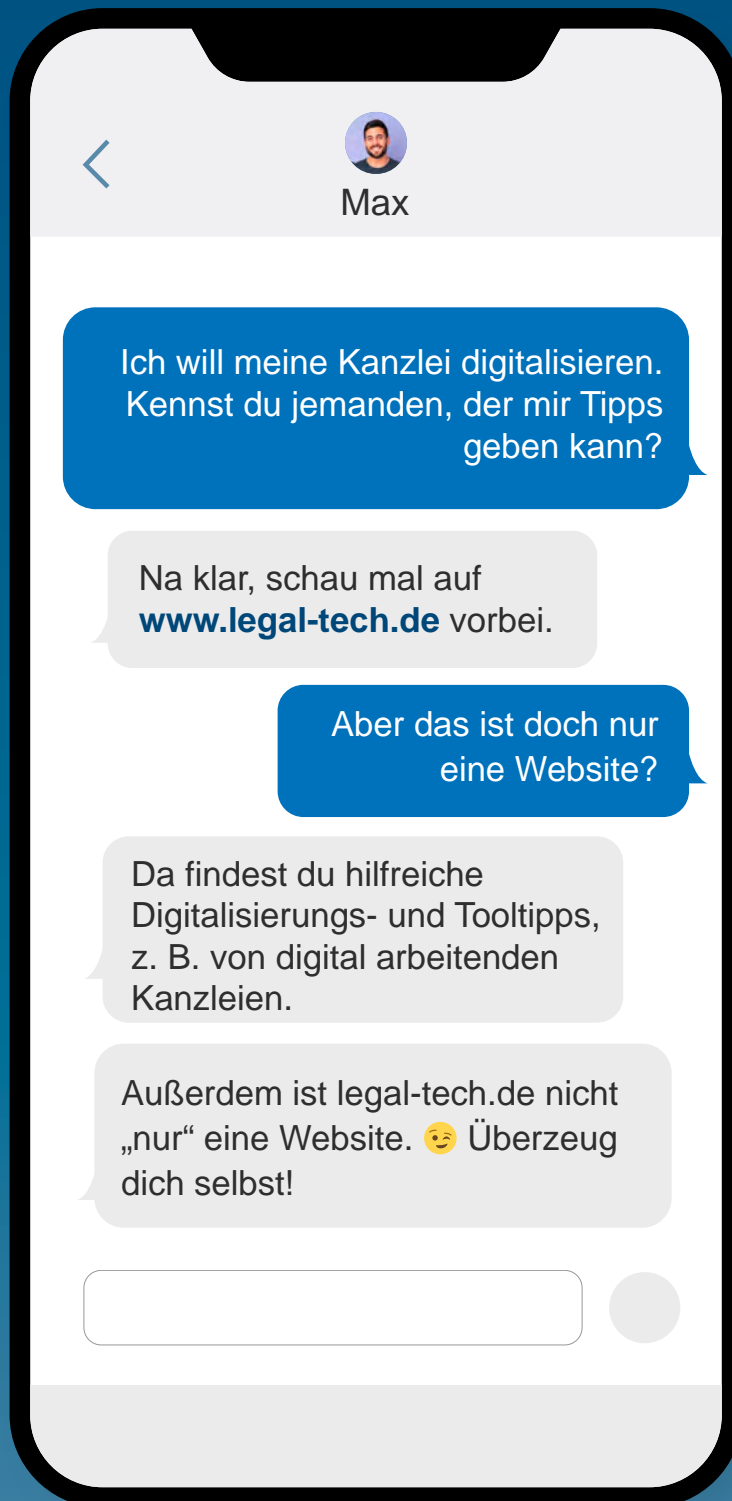 Max
Ich will meine Kanzlei digitalisieren.
Kennst du jemanden, der mir Tipps
geben kann?
Na klar, schau mal auf
www.legal-tech.de vorbei.
Aber das ist doch nur
eine Website?
Da findest du hilfreiche
Digitalisierungs- und Tooltipps,
z. B. von digital arbeitenden
Kanzleien.
Außerdem ist legal-tech.de nicht
„nur“ eine Website. 😉 Überzeug
dich selbst!